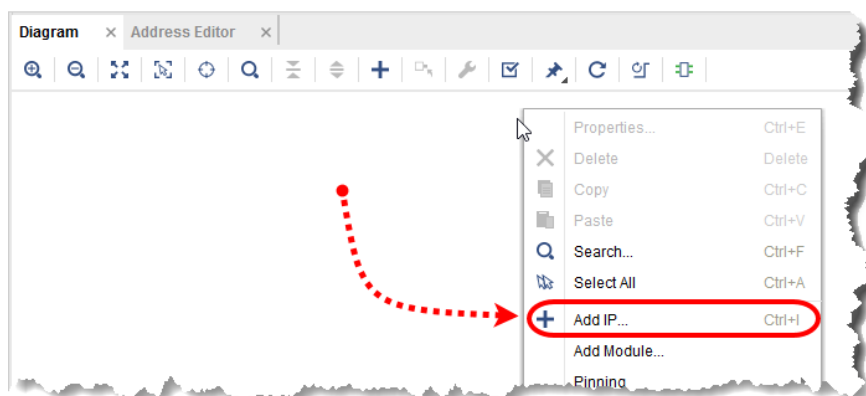 Diagram × Address Editor ×
Properties... Ctrl+E
Delete Delete
Copy Ctrl+C
Paste Ctrl+V
Search... Ctrl+F
Select All Ctrl+A
Add IP... Ctrl+I
Add Module...
Pinning